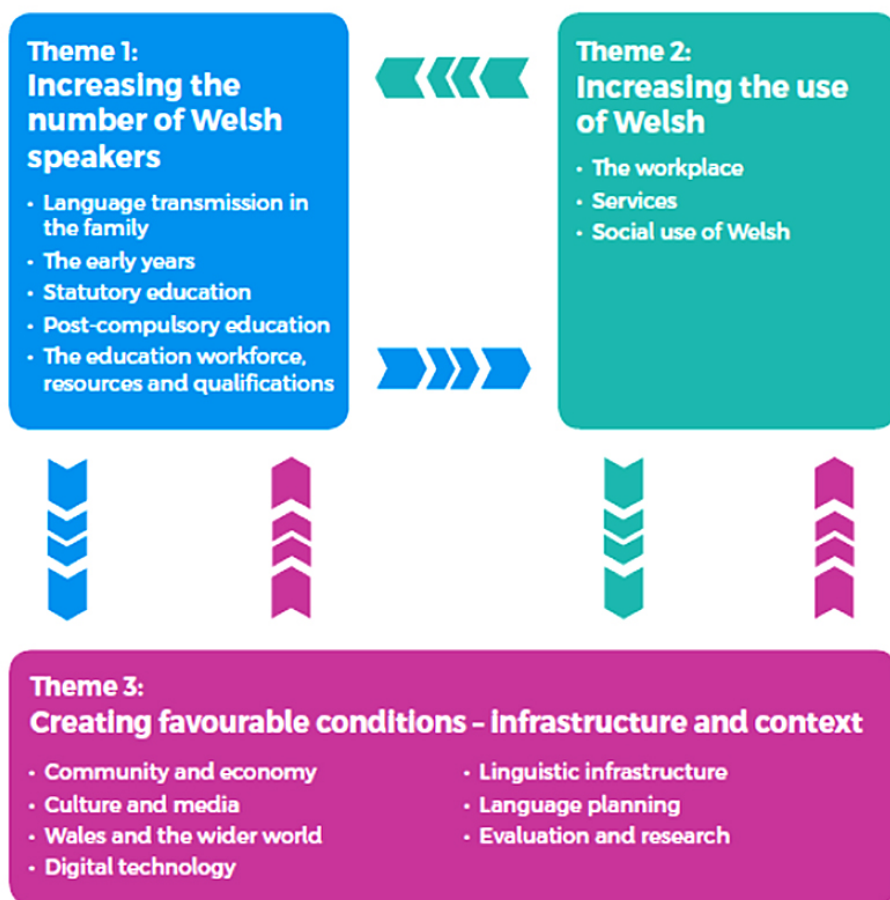 Theme 1:
Increasing the
number of Welsh
speakers
• Language transmission in
the family
• The early years
• Statutory education
• Post-compulsory education
• The education workforce,
resources and qualifications
Theme 2:
Increasing the use
of Welsh
• The workplace
• Services
• Social use of Welsh
Theme 3:
Creating favourable conditions – infrastructure and context
• Community and economy
• Culture and media
• Wales and the wider world
• Digital technology
• Linguistic infrastructure
• Language planning
• Evaluation and research